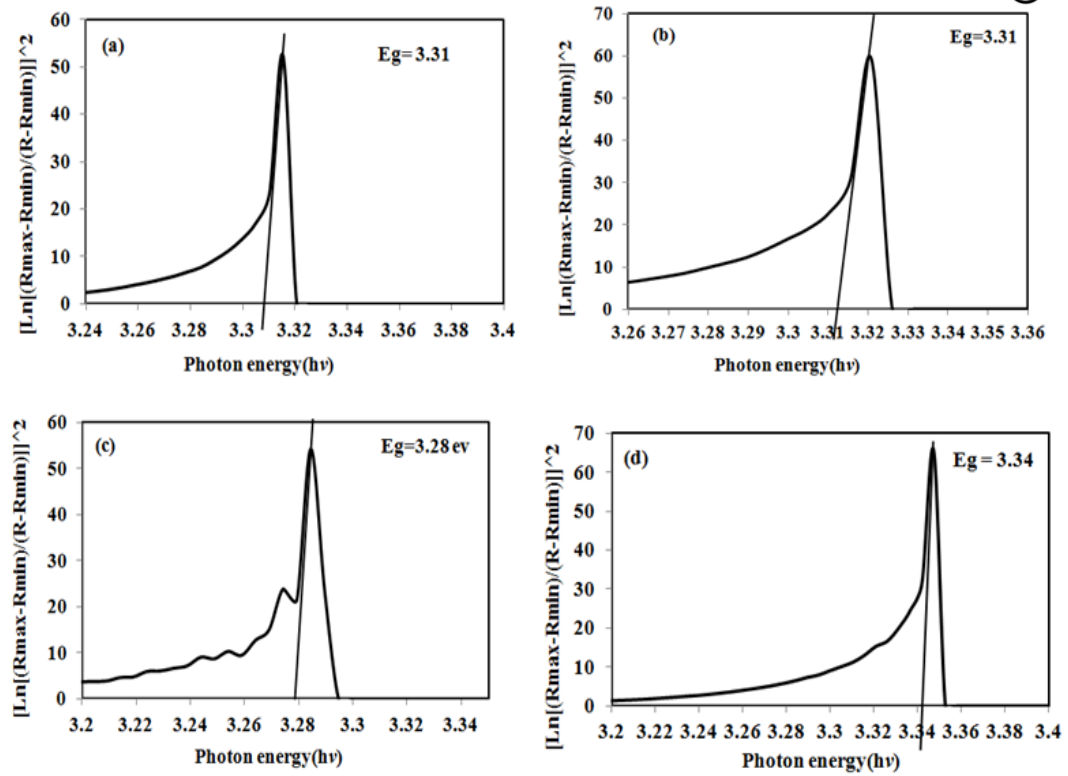 (a)
Eg= 3.31
[Ln[(Rmax-Rmin)/(R-Rmin)]]^2
60
50
40
30
20
10
0
3.24 3.26 3.28 3.3 3.32 3.34 3.36 3.38 3.4
Photon energy(hν)
(b)
Eg=3.31
[Ln[(Rmax-Rmin)/(R-Rmin)]]^2
70
60
50
40
30
20
10
0
3.26 3.27 3.28 3.29 3.3 3.31 3.32 3.33 3.34 3.35 3.36
Photon energy(hν)
(c)
Eg=3.28 ev
[Ln[(Rmax-Rmin)/(R-Rmin)]]^2
60
50
40
30
20
10
0
3.2 3.22 3.24 3.26 3.28 3.3 3.32 3.34
Photon energy(hν)
(d)
Eg = 3.34
[Ln[(Rmax-Rmin)/(R-Rmin)]]^2
70
60
50
40
30
20
10
0
3.2 3.22 3.24 3.26 3.28 3.3 3.32 3.34 3.36 3.38 3.4
Photon energy(hν)